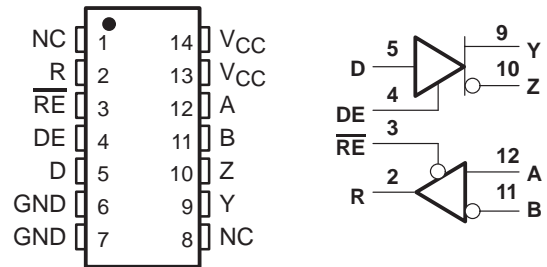 NC 1 14 VCC
R 2 13 VCC
RE 3 12 A
DE 4 11 B
D 5 10 Z
GND 6 9 Y
GND 7 8 NC
5 9 Y
D 10 Z
4
DE
3
RE
12 A
2 11
R B